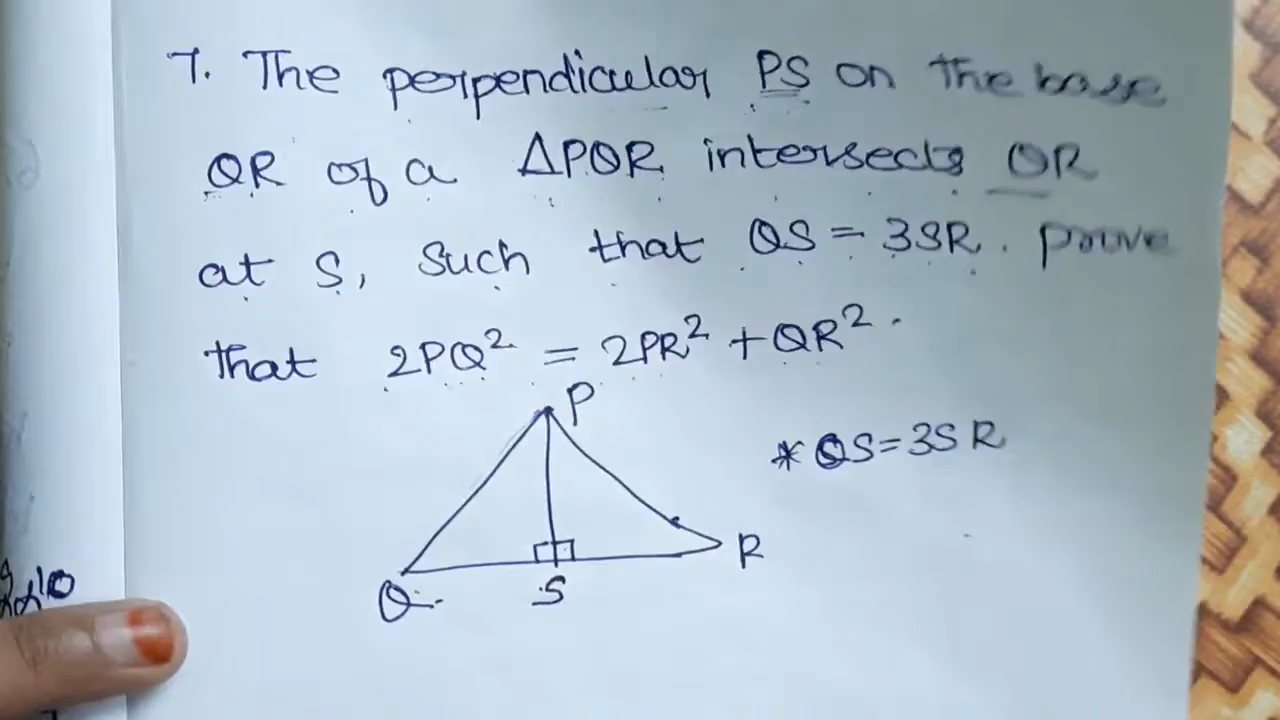 7. The perpendicular PS on the base
QR of a ΔPQR intersects QR
at S, such that QS = 3SR. prove
that 2PQ² = 2PR² + QR².
P
* QS=3SR
R
Q
S